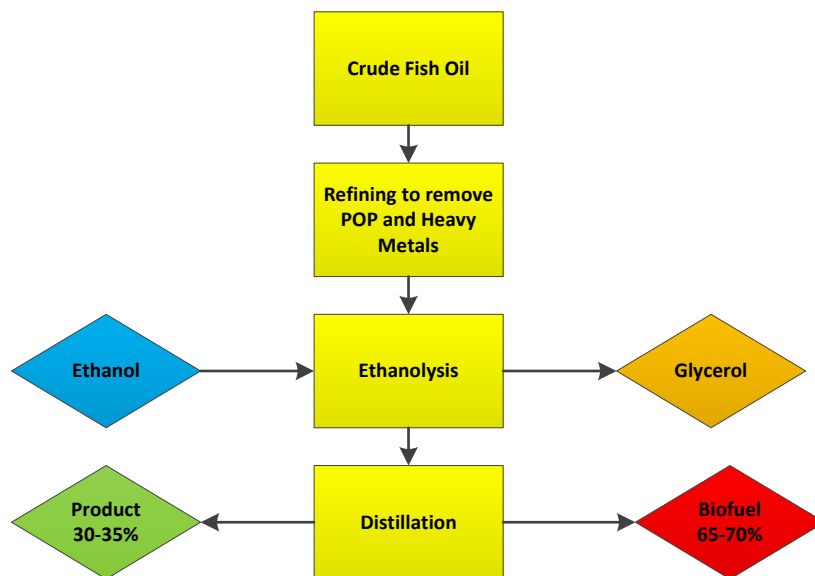 Crude Fish Oil
Refining to remove
POP and Heavy
Metals
Ethanol
Ethanolysis
Glycerol
Product
30-35%
Distillation
Biofuel
65-70%